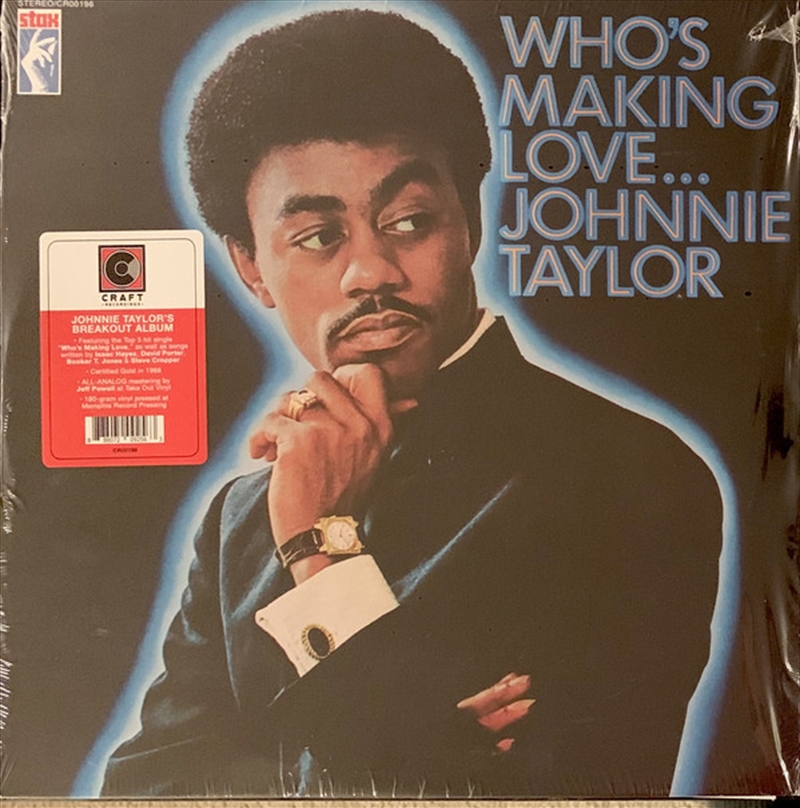 STEREO/CR00196
stax
WHO'S
MAKING
LOVE...
JOHNNIE
TAYLOR
CRAFT
RECORDINGS
JOHNNIE TAYLOR'S
BREAKOUT ALBUM
• Featuring the Top 5 hit single
"Who's Making Love," as well as songs
written by Isaac Hayes, David Porter,
Booker T. Jones & Steve Cropper
• Certified Gold in 1968
• ALL-ANALOG mastering by
Jeff Powell at Take Out Vinyl
• 180-gram vinyl pressed at
Memphis Record Pressing
CR00196